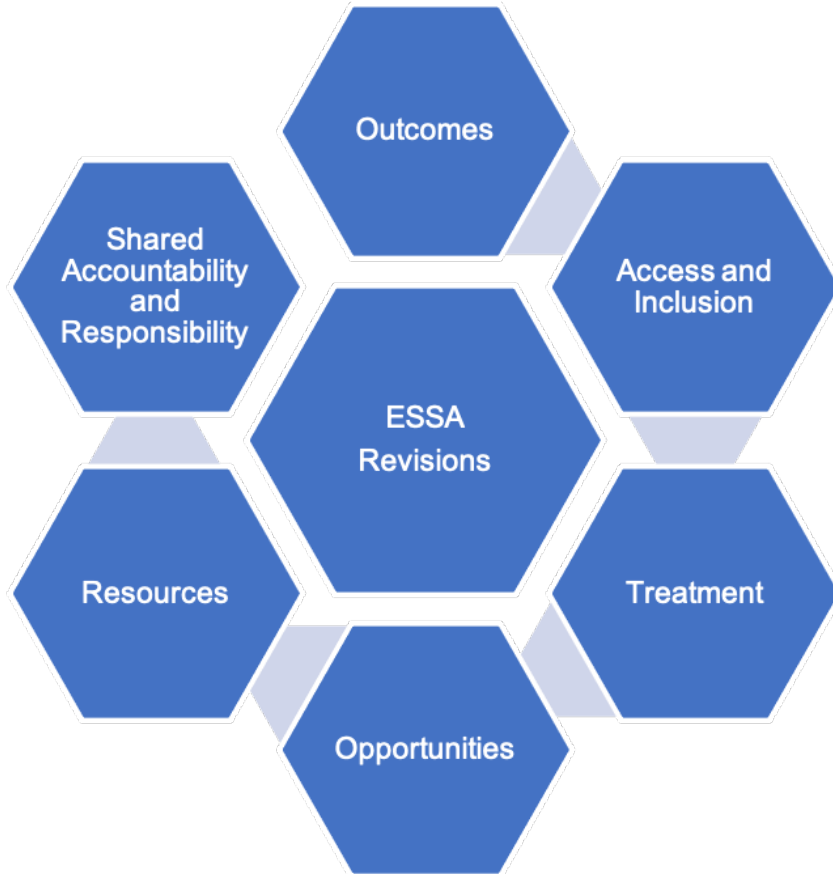 Outcomes
Access and
Inclusion
Treatment
Opportunities
Resources
Shared
Accountability
and
Responsibility
ESSA
Revisions